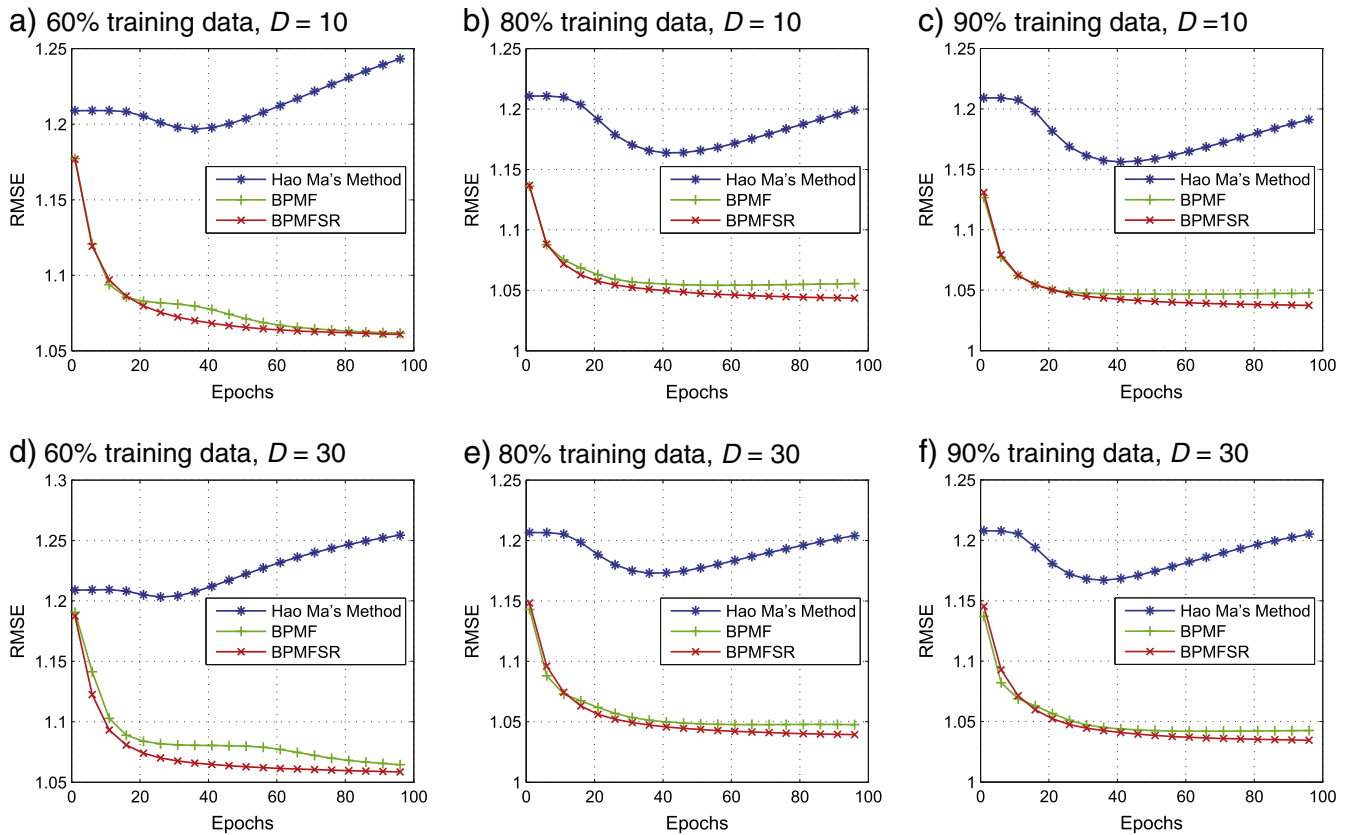 a) 60% training data, D = 10
1.25
1.2
1.15
1.1
1.05
RMSE
0 20 40 60 80 100
Epochs
Hao Ma's Method
BPMF
BPMFSR
b) 80% training data, D = 10
1.25
1.2
1.15
1.1
1.05
1
RMSE
0 20 40 60 80 100
Epochs
Hao Ma's Method
BPMF
BPMFSR
c) 90% training data, D =10
1.25
1.2
1.15
1.1
1.05
1
RMSE
0 20 40 60 80 100
Epochs
Hao Ma's Method
BPMF
BPMFSR
d) 60% training data, D = 30
1.3
1.25
1.2
1.15
1.1
1.05
RMSE
0 20 40 60 80 100
Epochs
Hao Ma's Method
BPMF
BPMFSR
e) 80% training data, D = 30
1.25
1.2
1.15
1.1
1.05
1
RMSE
0 20 40 60 80 100
Epochs
Hao Ma's Method
BPMF
BPMFSR
f) 90% training data, D = 30
1.25
1.2
1.15
1.1
1.05
1
RMSE
0 20 40 60 80 100
Epochs
Hao Ma's Method
BPMF
BPMFSR